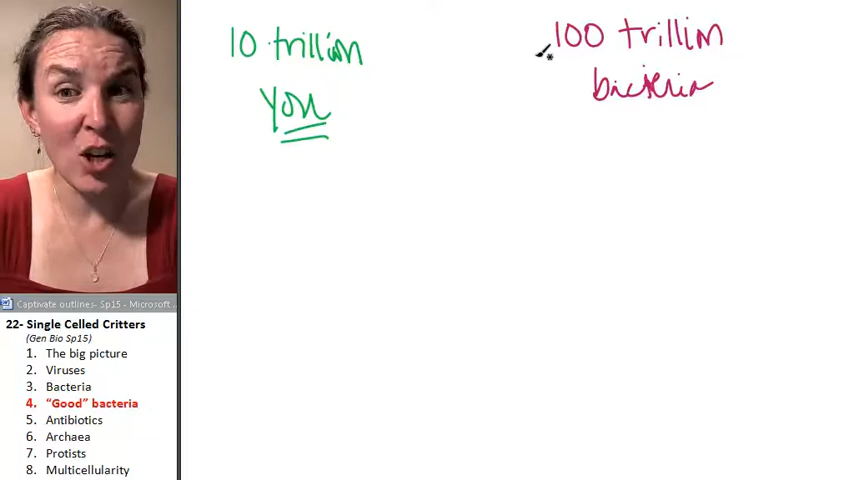 10 trillion
you
100 trillion
bacteria
Captivate outlines- Sp15 - Microsoft ...
22- Single Celled Critters
(Gen Bio Sp15)
1. The big picture
2. Viruses
3. Bacteria
4. "Good" bacteria
5. Antibiotics
6. Archaea
7. Protists
8. Multicellularity